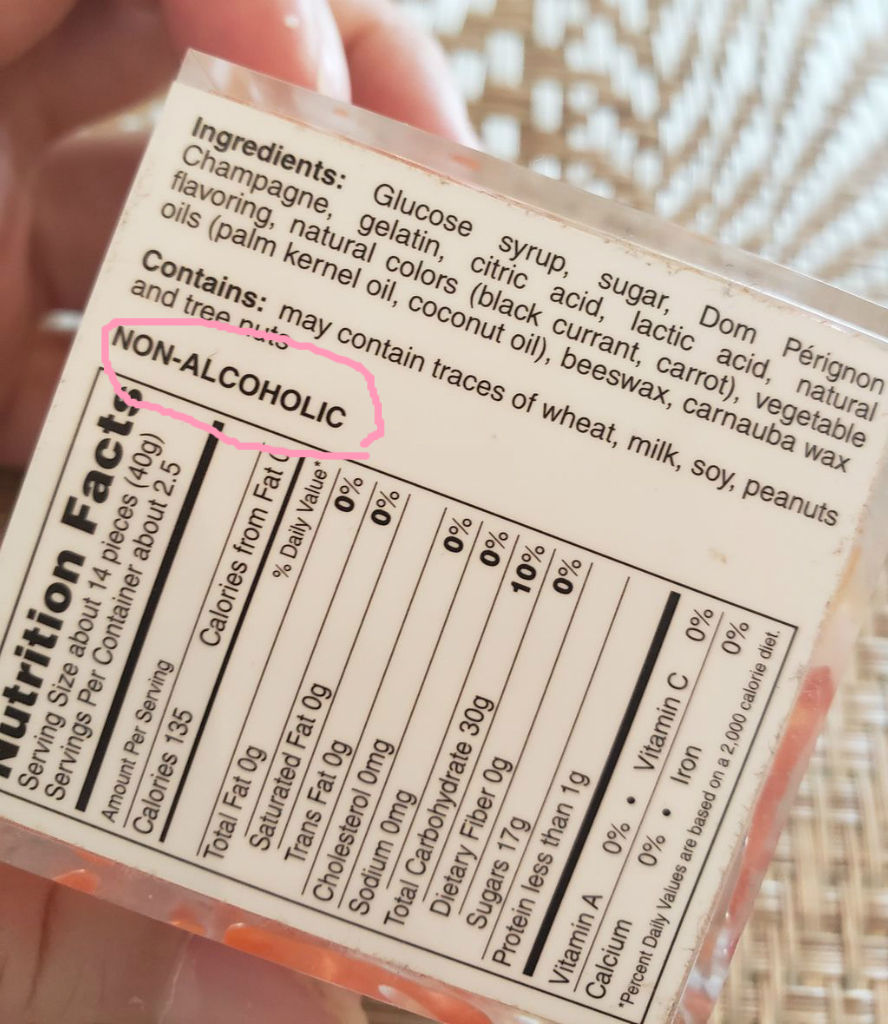 Ingredients: Glucose syrup, sugar, Dom Pérignon
Champagne, gelatin, citric acid, lactic acid, natural
flavoring, natural colors (black currant, carrot), vegetable
oils (palm kernel oil, coconut oil), beeswax, carnauba wax
Contains: may contain traces of wheat, milk, soy, peanuts
and tree nuts
NON-ALCOHOLIC
Nutrition Facts
Serving Size about 14 pieces (40g)
Servings Per Container about 2.5
Amount Per Serving
Calories 135 Calories from Fat 0
% Daily Value*
Total Fat 0g 0%
Saturated Fat 0g 0%
Trans Fat 0g
Cholesterol 0mg 0%
Sodium 0mg 0%
Total Carbohydrate 30g 10%
Dietary Fiber 0g 0%
Sugars 17g
Protein less than 1g
Vitamin A 0% • Vitamin C 0%
Calcium 0% • Iron 0%
*Percent Daily Values are based on a 2,000 calorie diet.